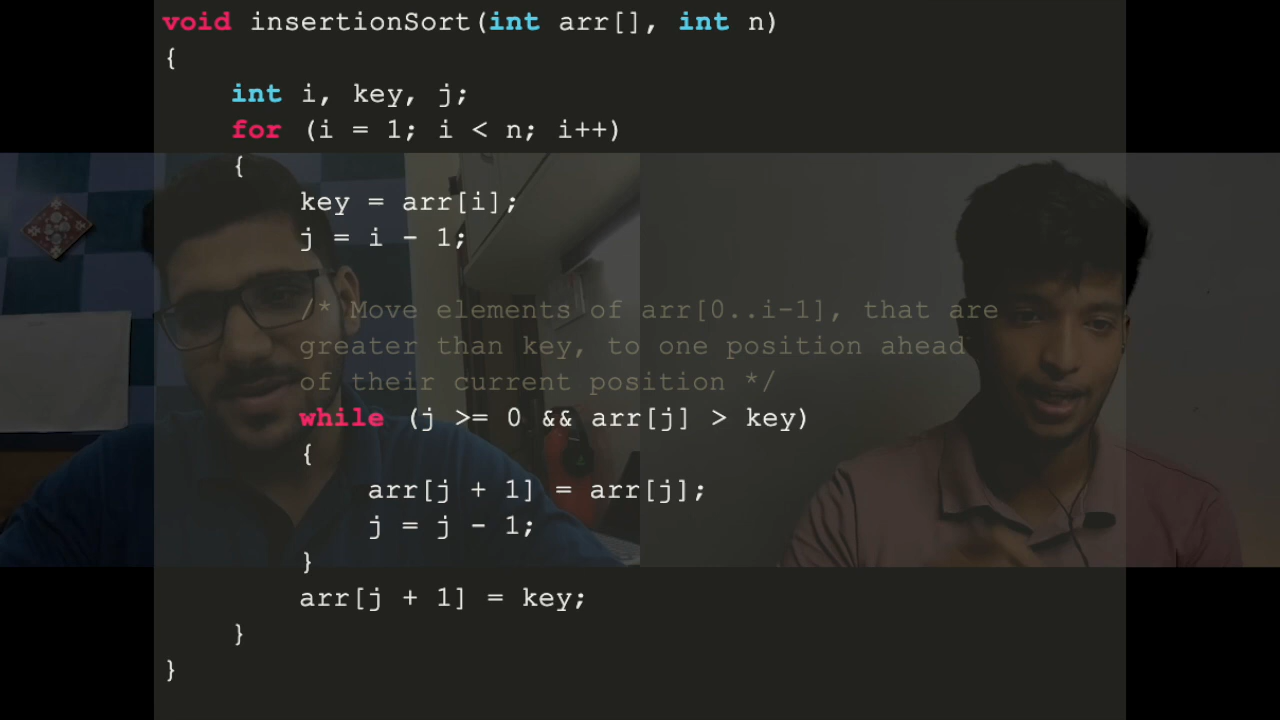 void insertionSort(int arr[], int n)
{
int i, key, j;
for (i = 1; i < n; i++)
{
key = arr[i];
j = i - 1;
/* Move elements of arr[0..i-1], that are
greater than key, to one position ahead
of their current position */
while (j >= 0 && arr[j] > key)
{
arr[j + 1] = arr[j];
j = j - 1;
}
arr[j + 1] = key;
}
}